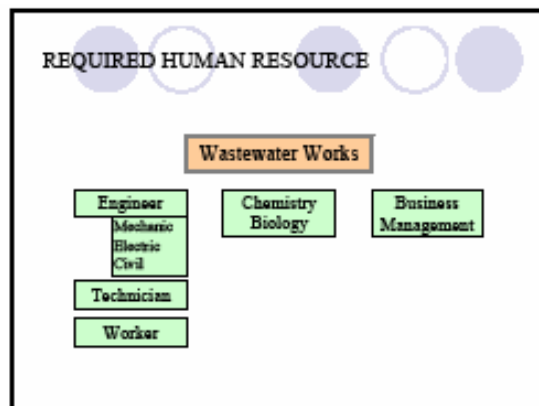 REQUIRED HUMAN RESOURCE
Wastewater Works
Engineer
Mechanic
Electric
Civil
Technician
Worker
Chemistry
Biology
Business
Management